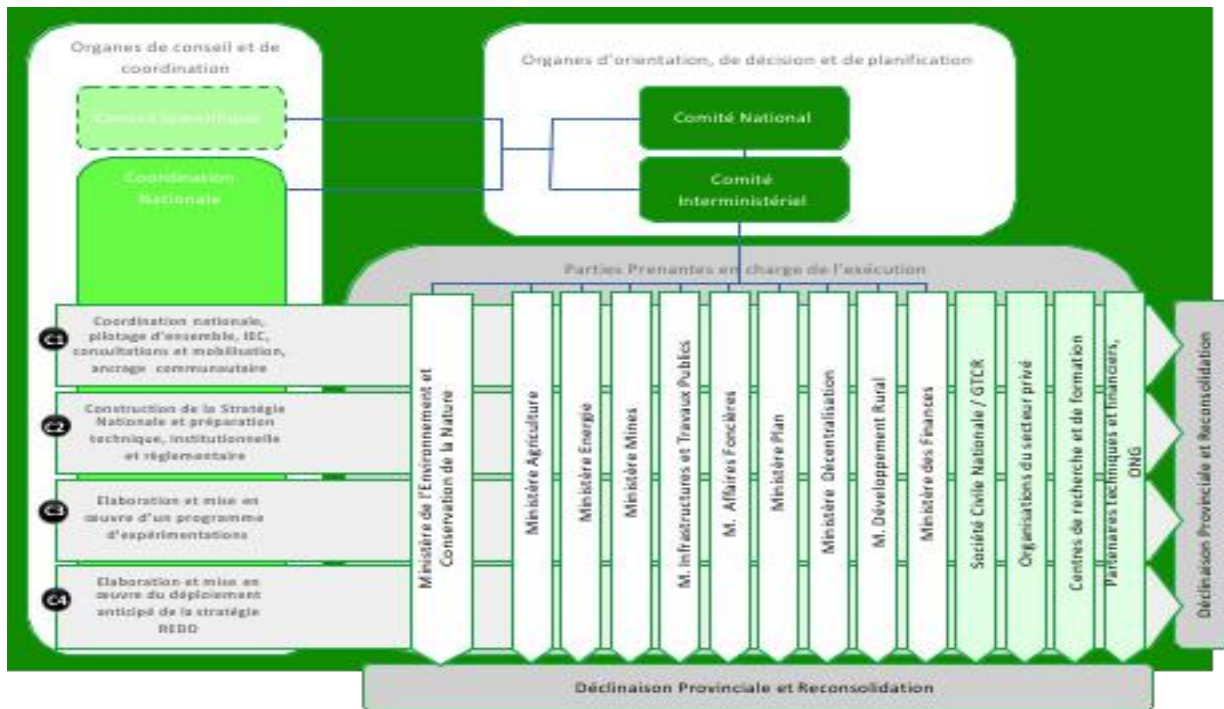 Organes de conseil et de
coordination
Conseil Scientifique
Coordination
Nationale
Organes d'orientation, de décision et de planification
Comité National
Comité
Interministériel
Parties Prenantes en charge de l'exécution
C1
Coordination nationale,
pilotage d'ensemble, IEC,
consultations et mobilisation,
ancrage communautaire
C2
Construction de la Stratégie
Nationale et préparation
technique, institutionnelle
et règlementaire
C3
Elaboration et mise en
œuvre d'un programme
d'expérimentations
C4
Elaboration et mise en
œuvre du déploiement
anticipé de la stratégie
REDD
Ministère de l'Environnement et
Conservation de la Nature
Ministère Agriculture
Ministère Energie
Ministère Mines
M. Infrastructures et Travaux Publics
M. Affaires Foncières
Ministère Plan
Ministère Décentralisation
M. Développement Rural
Ministère des Finances
Société Civile Nationale / GTCR
Organisations du secteur privé
Centres de recherche et de formation
Partenaires techniques et financiers,
ONG
Déclinaison Provinciale et Reconsolidation
Déclinaison Provinciale et Reconsolidation